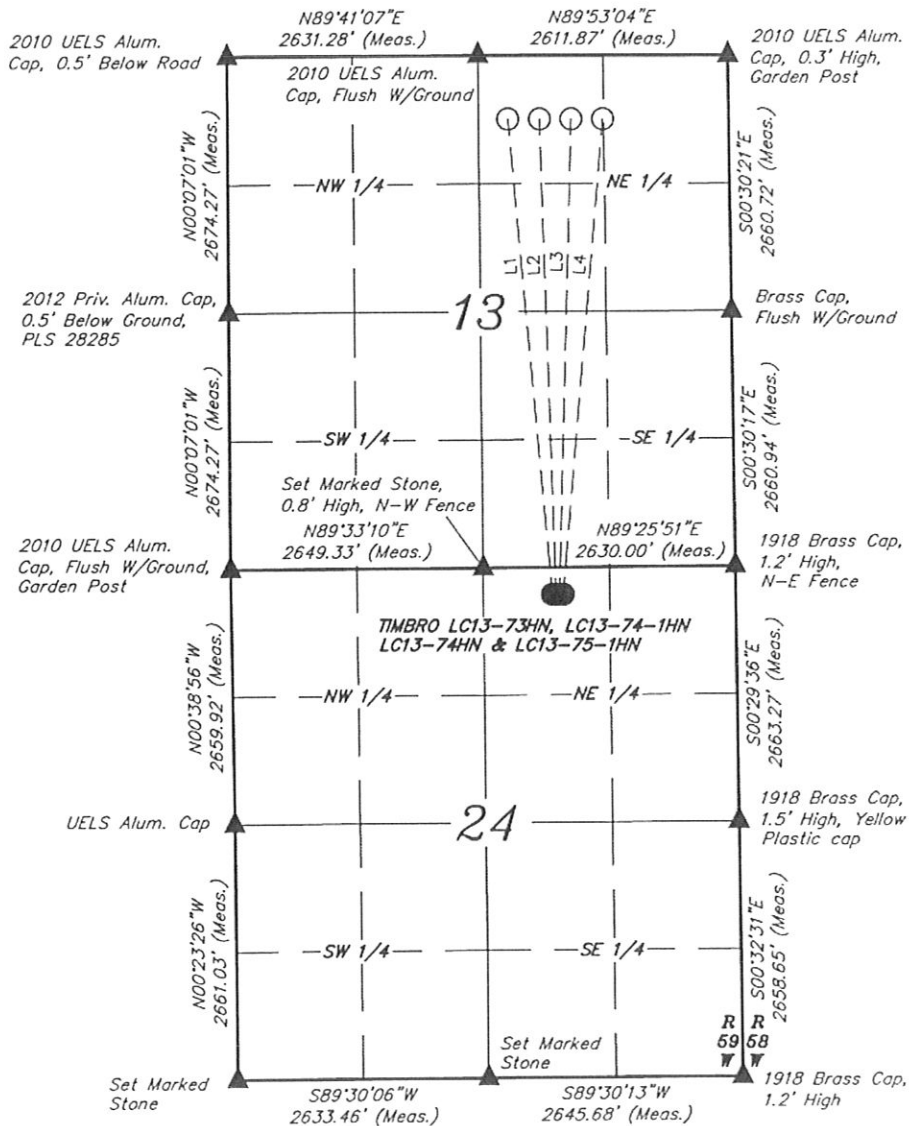 N89°41'07"E
2631.28' (Meas.)
N89°53'04"E
2611.87' (Meas.)
2010 UELS Alum.
Cap, 0.5' Below Road
2010 UELS Alum.
Cap, Flush W/Ground
2010 UELS Alum.
Cap, 0.3' High,
Garden Post
N00°07'01"W
2674.27' (Meas.)
NW 1/4
NE 1/4
S00°30'21"E
2660.72' (Meas.)
L1
L2
L3
L4
2012 Priv. Alum. Cap,
0.5' Below Ground,
PLS 28285
13
Brass Cap,
Flush W/Ground
N00°07'01"W
2674.27' (Meas.)
SW 1/4
SE 1/4
S00°30'17"E
2660.94' (Meas.)
Set Marked Stone,
0.8' High, N-W Fence
N89°33'10"E
2649.33' (Meas.)
N89°25'51"E
2630.00' (Meas.)
2010 UELS Alum.
Cap, Flush W/Ground,
Garden Post
1918 Brass Cap,
1.2' High,
N-E Fence
TIMBRO LC13-73HN, LC13-74-1HN
LC13-74HN & LC13-75-1HN
N00°38'56"W
2659.92' (Meas.)
NW 1/4
NE 1/4
S00°29'36"E
2663.27' (Meas.)
UELS Alum. Cap
24
1918 Brass Cap,
1.5' High, Yellow
Plastic cap
N00°23'26"W
2661.03' (Meas.)
SW 1/4
SE 1/4
S00°32'31"E
2658.65' (Meas.)
R R
59 58
W W
Set Marked
Stone
Set Marked
Stone
1918 Brass Cap,
1.2' High
N89°30'06"W
2633.46' (Meas.)
S89°30'13"W
2645.68' (Meas.)